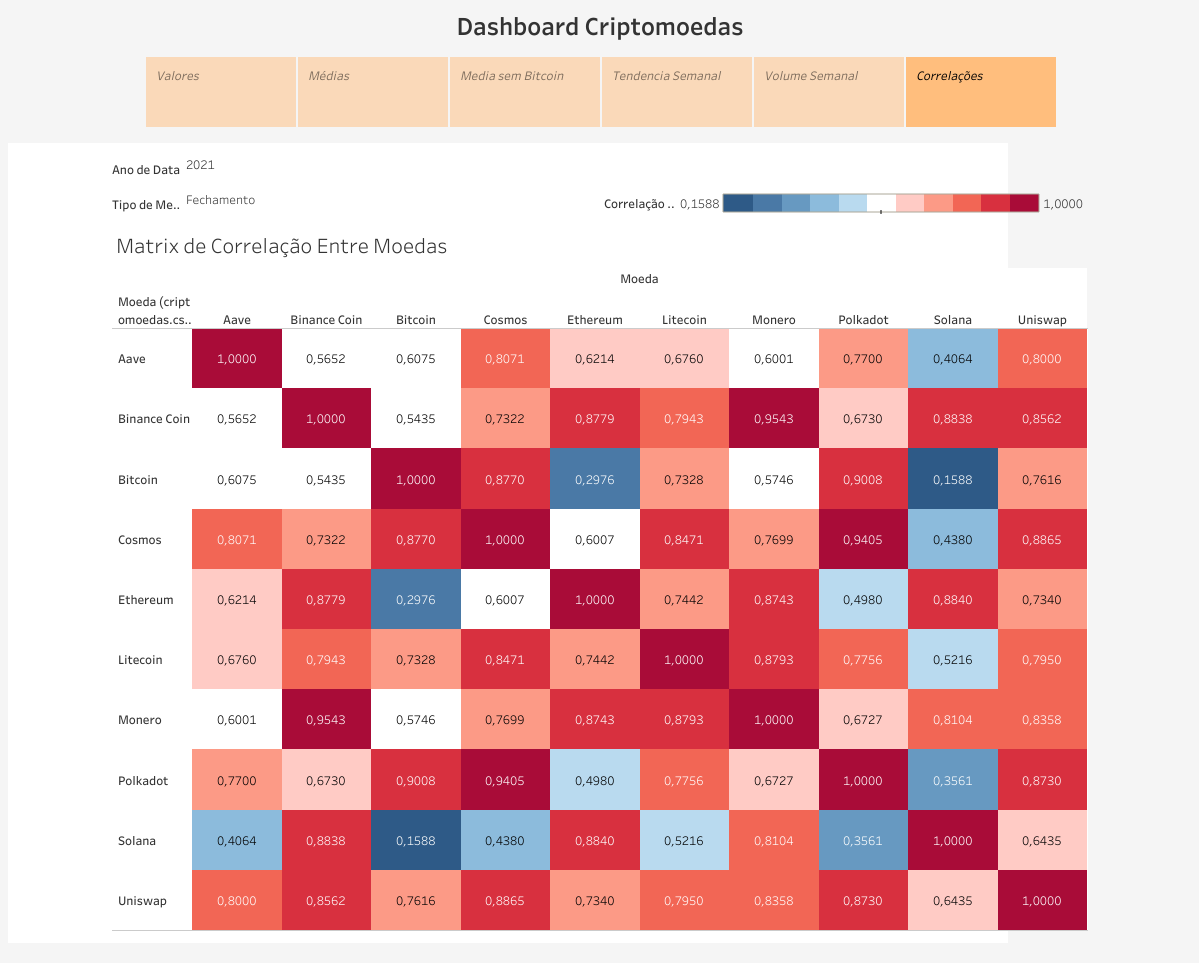 Dashboard Criptomoedas
Valores Médias Media sem Bitcoin Tendencia Semanal Volume Semanal Correlações
Ano de Data 2021
Tipo de Me.. Fechamento
Correlação .. 0,1588 1,0000
Matrix de Correlação Entre Moedas
Moeda
Moeda (cript
omoedas.cs.. Aave Binance Coin Bitcoin Cosmos Ethereum Litecoin Monero Polkadot Solana Uniswap
Aave 1,0000 0,5652 0,6075 0,8071 0,6214 0,6760 0,6001 0,7700 0,4064 0,8000
Binance Coin 0,5652 1,0000 0,5435 0,7322 0,8779 0,7943 0,9543 0,6730 0,8838 0,8562
Bitcoin 0,6075 0,5435 1,0000 0,8770 0,2976 0,7328 0,5746 0,9008 0,1588 0,7616
Cosmos 0,8071 0,7322 0,8770 1,0000 0,6007 0,8471 0,7699 0,9405 0,4380 0,8865
Ethereum 0,6214 0,8779 0,2976 0,6007 1,0000 0,7442 0,8743 0,4980 0,8840 0,7340
Litecoin 0,6760 0,7943 0,7328 0,8471 0,7442 1,0000 0,8793 0,7756 0,5216 0,7950
Monero 0,6001 0,9543 0,5746 0,7699 0,8743 0,8793 1,0000 0,6727 0,8104 0,8358
Polkadot 0,7700 0,6730 0,9008 0,9405 0,4980 0,7756 0,6727 1,0000 0,3561 0,8730
Solana 0,4064 0,8838 0,1588 0,4380 0,8840 0,5216 0,8104 0,3561 1,0000 0,6435
Uniswap 0,8000 0,8562 0,7616 0,8865 0,7340 0,7950 0,8358 0,8730 0,6435 1,0000